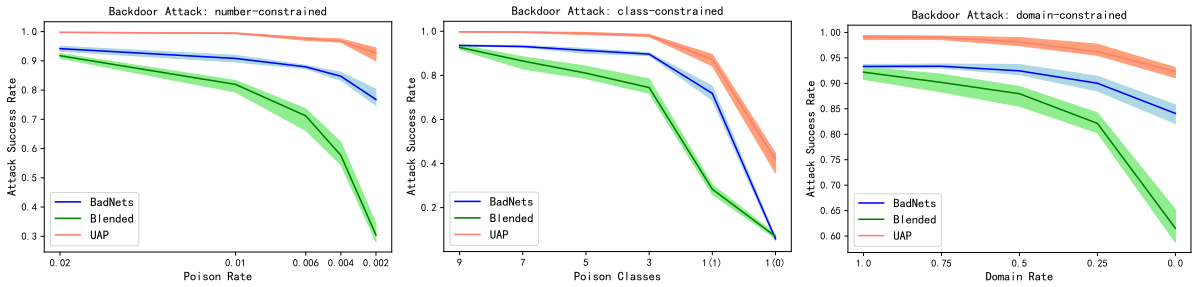 Backdoor Attack: number-constrained
Attack Success Rate
1.0
0.9
0.8
0.7
0.6
0.5
0.4
0.3
BadNets
Blended
UAP
0.02
0.01
0.006
0.004
0.002
Poison Rate
Backdoor Attack: class-constrained
Attack Success Rate
1.0
0.8
0.6
0.4
0.2
BadNets
Blended
UAP
9
7
5
3
1(1)
1(0)
Poison Classes
Backdoor Attack: domain-constrained
Attack Success Rate
1.00
0.95
0.90
0.85
0.80
0.75
0.70
0.65
0.60
BadNets
Blended
UAP
1.0
0.75
0.5
0.25
0.0
Domain Rate